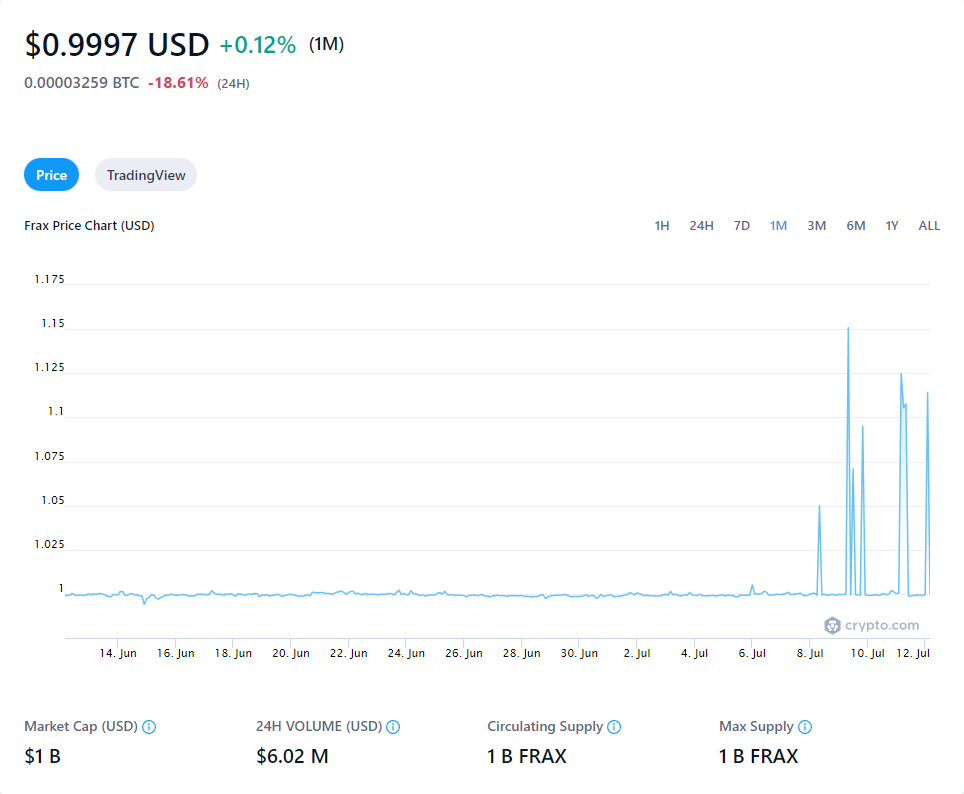 $0.9997 USD +0.12% (1M)
0.00003259 BTC -18.61% (24H)
Price TradingView
Frax Price Chart (USD) 1H 24H 7D 1M 3M 6M 1Y ALL
1.175
1.15
1.125
1.1
1.075
1.05
1.025
1
crypto.com
14. Jun 16. Jun 18. Jun 20. Jun 22. Jun 24. Jun 26. Jun 28. Jun 30. Jun 2. Jul 4. Jul 6. Jul 8. Jul 10. Jul 12. Jul
Market Cap (USD) 24H VOLUME (USD) Circulating Supply Max Supply
$1 B $6.02 M 1 B FRAX 1 B FRAX